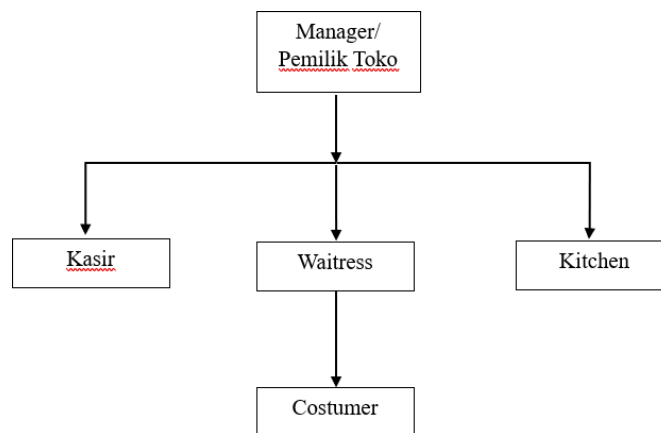 Manager/
Pemilik Toko
Kasir
Waitress
Kitchen
Costumer